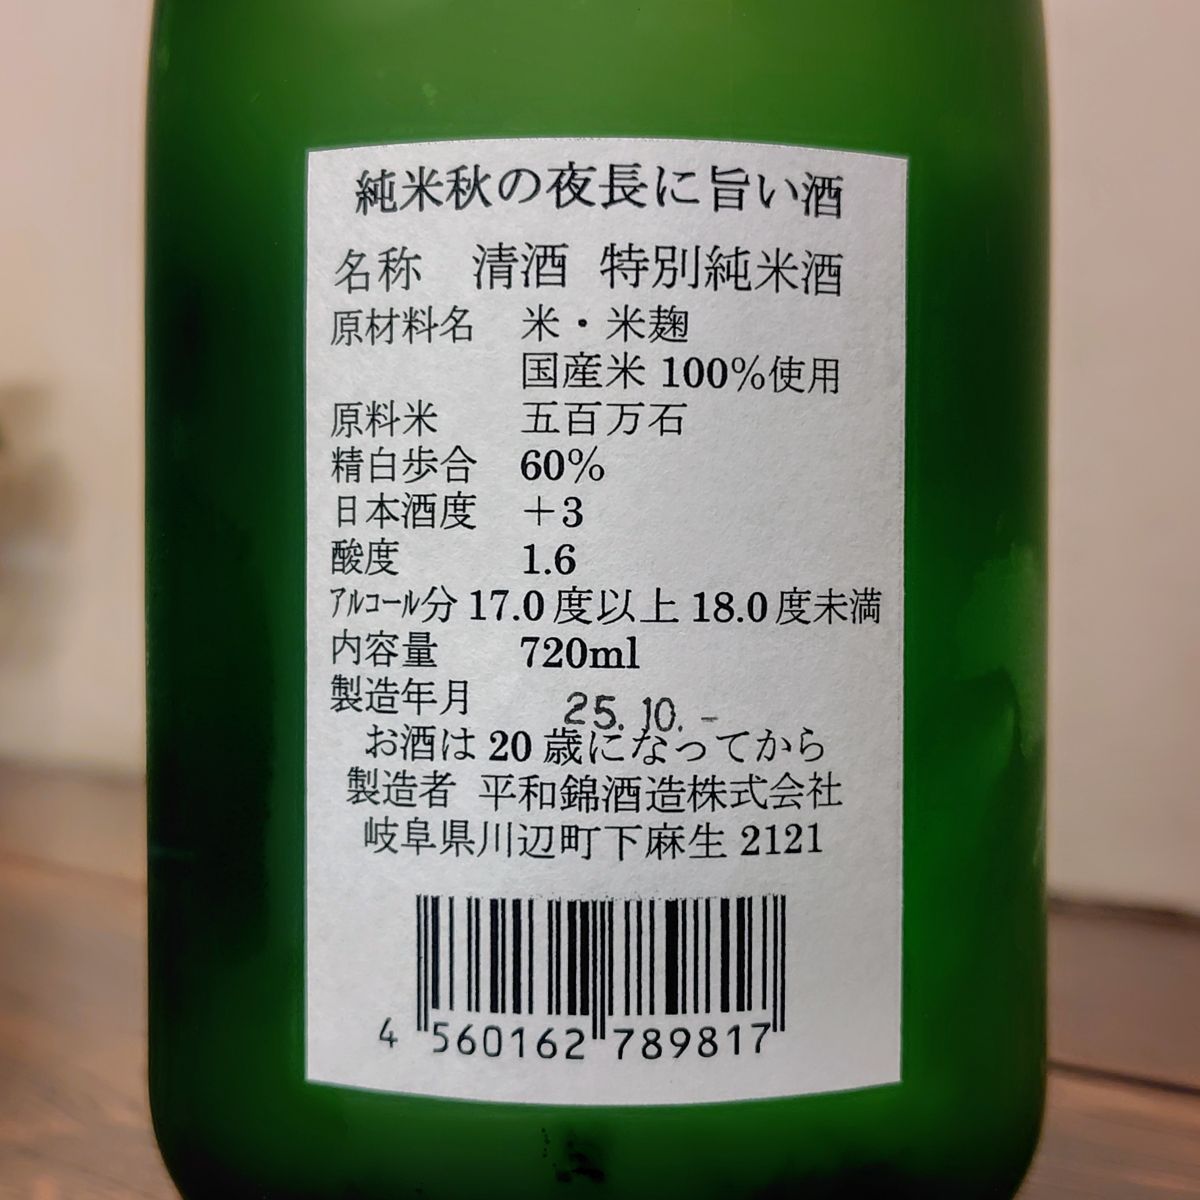 純米秋の夜長に旨い酒
名称 清酒 特別純米酒
原材料名 米・米麹
国産米 100%使用
原料米 五百万石
精白歩合 60%
日本酒度 +3
酸度 1.6
アルコール分 17.0 度以上 18.0 度未満
内容量 720ml
製造年月 25.10.-
お酒は 20 歳になってから
製造者 平和錦酒造株式会社
岐阜県川辺町下麻生 2121
4 560162 789817